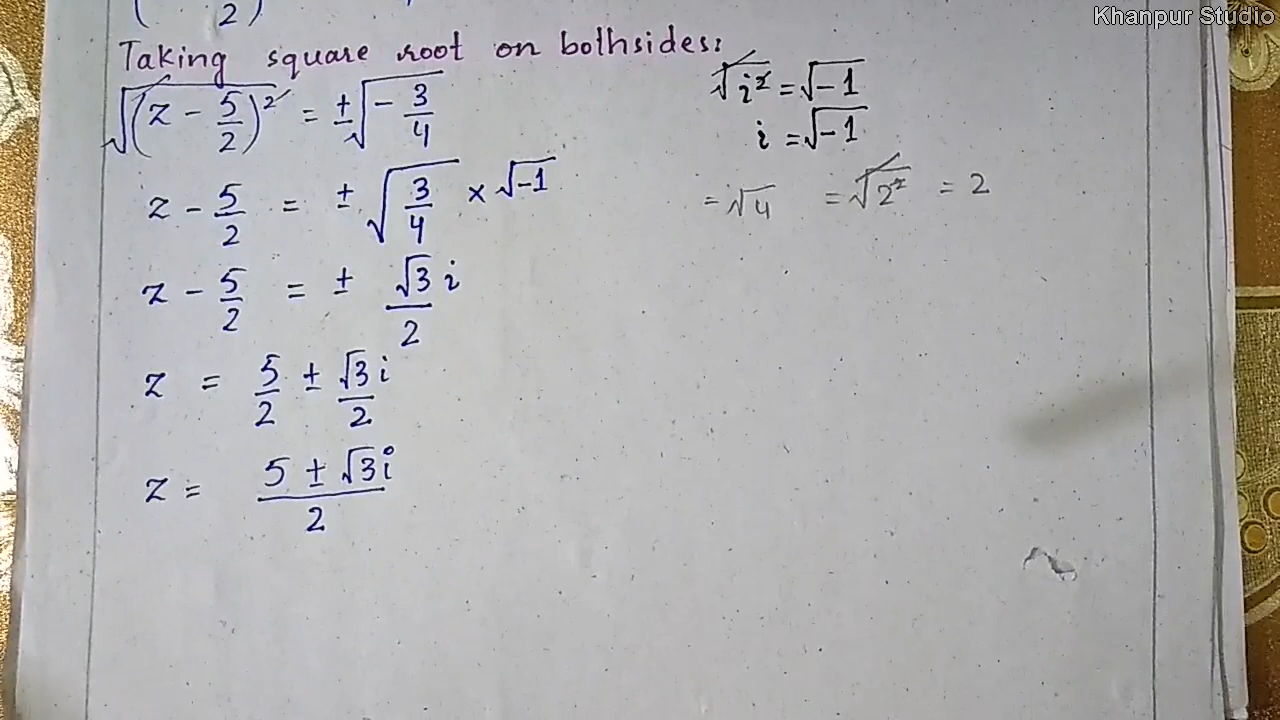 Khanpur Studio
( 2 )
Taking square root on bothsides:
√(z - 5/2)² = ±√- 3/4
z - 5/2 = ± √3/4 × √-1
z - 5/2 = ± √3 i/2
z = 5/2 ± √3 i/2
z = 5 ± √3 i/2
√i² = √-1
i = √-1
= √4 = √2² = 2